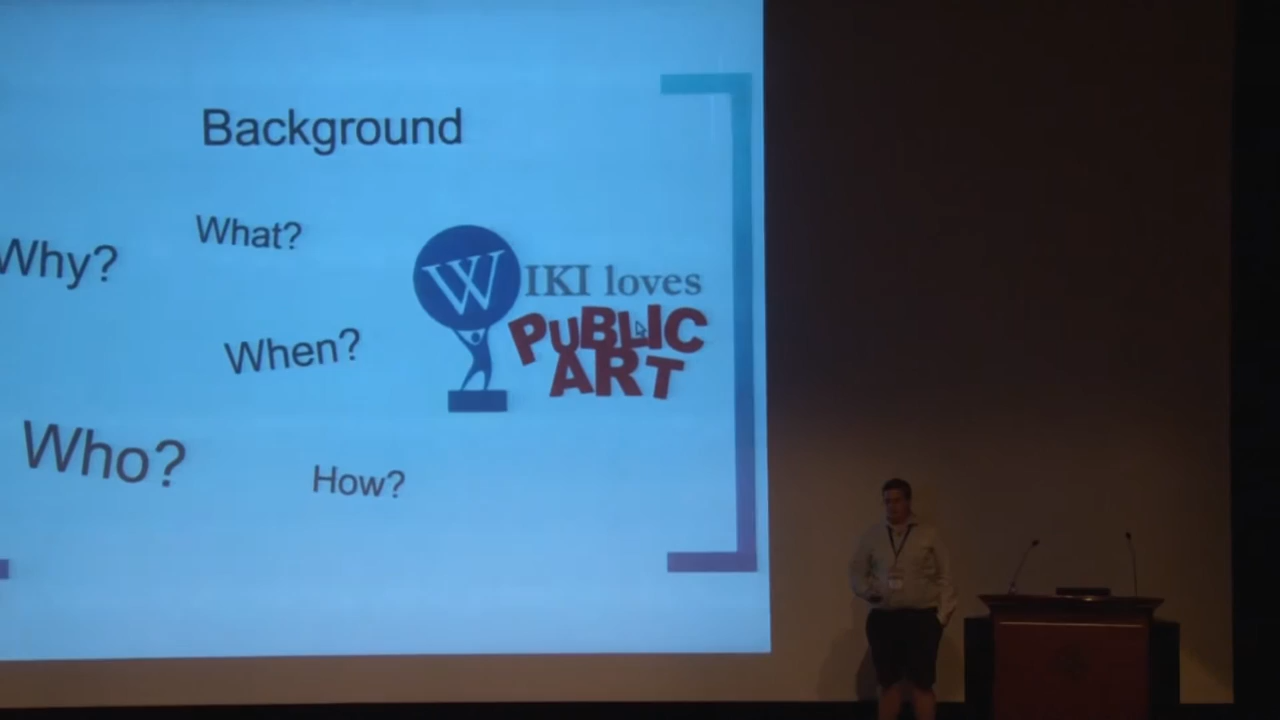 Background
What?
Why?
WIKI loves
PUBLIC
ART
When?
Who?
How?